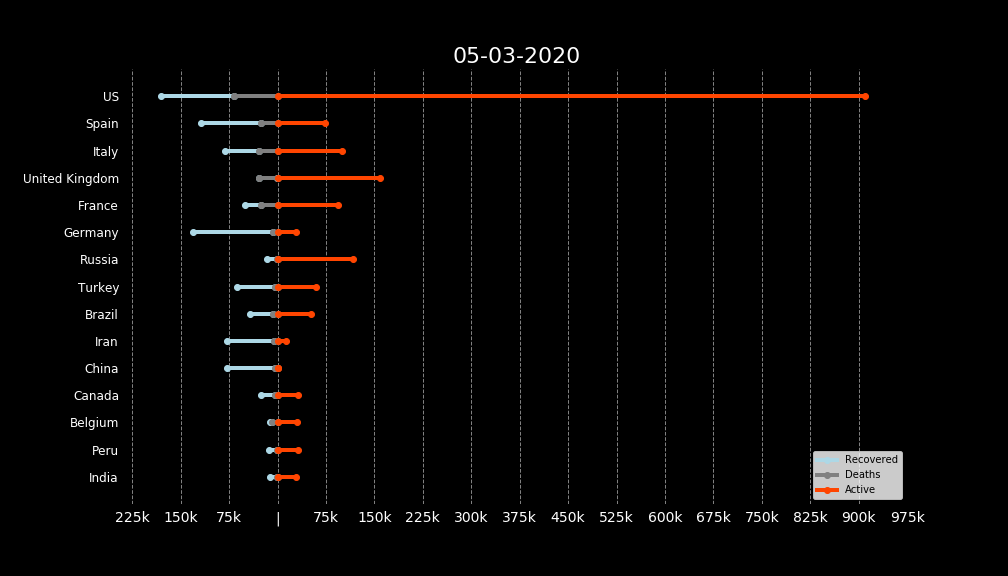 05-03-2020
US
Spain
Italy
United Kingdom
France
Germany
Russia
Turkey
Brazil
Iran
China
Canada
Belgium
Peru
India
Recovered
Deaths
Active
225k 150k 75k | 75k 150k 225k 300k 375k 450k 525k 600k 675k 750k 825k 900k 975k